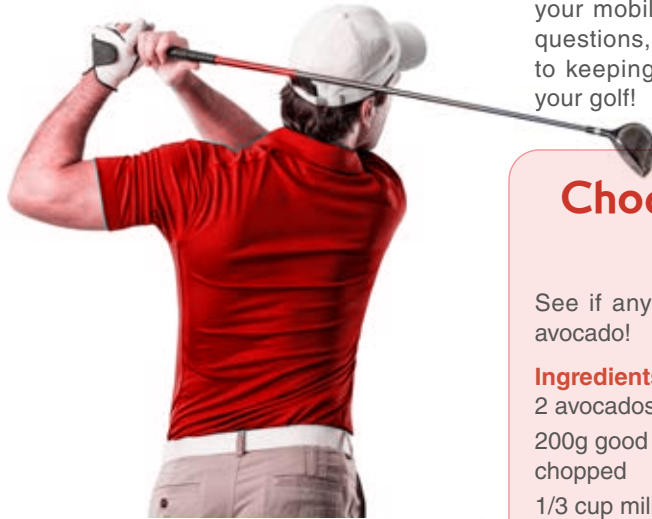 your mobil
questions,
to keeping
your golf!
Choc
See if any
avocado!
Ingredients
2 avocados
200g good
chopped
1/3 cup mil